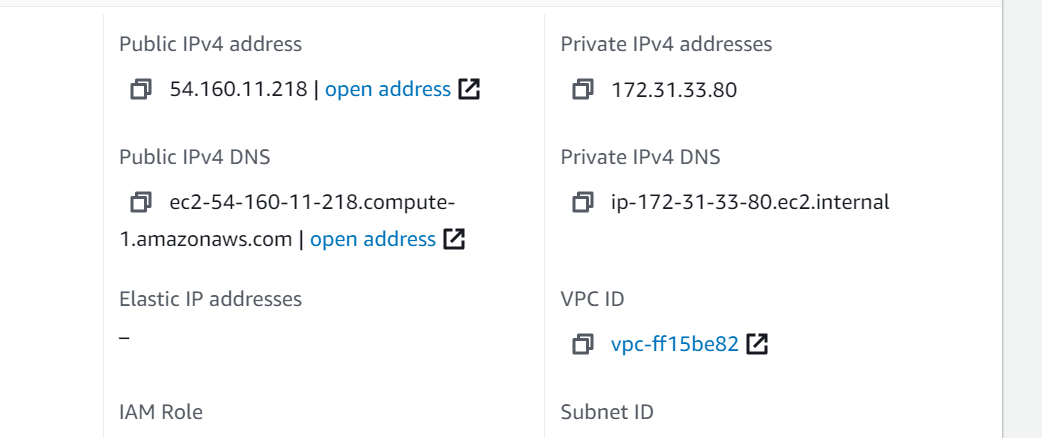 Public IPv4 address
54.160.11.218 | open address
Public IPv4 DNS
ec2-54-160-11-218.compute-
1.amazonaws.com | open address
Elastic IP addresses
–
IAM Role
Private IPv4 addresses
172.31.33.80
Private IPv4 DNS
ip-172-31-33-80.ec2.internal
VPC ID
vpc-ff15be82
Subnet ID